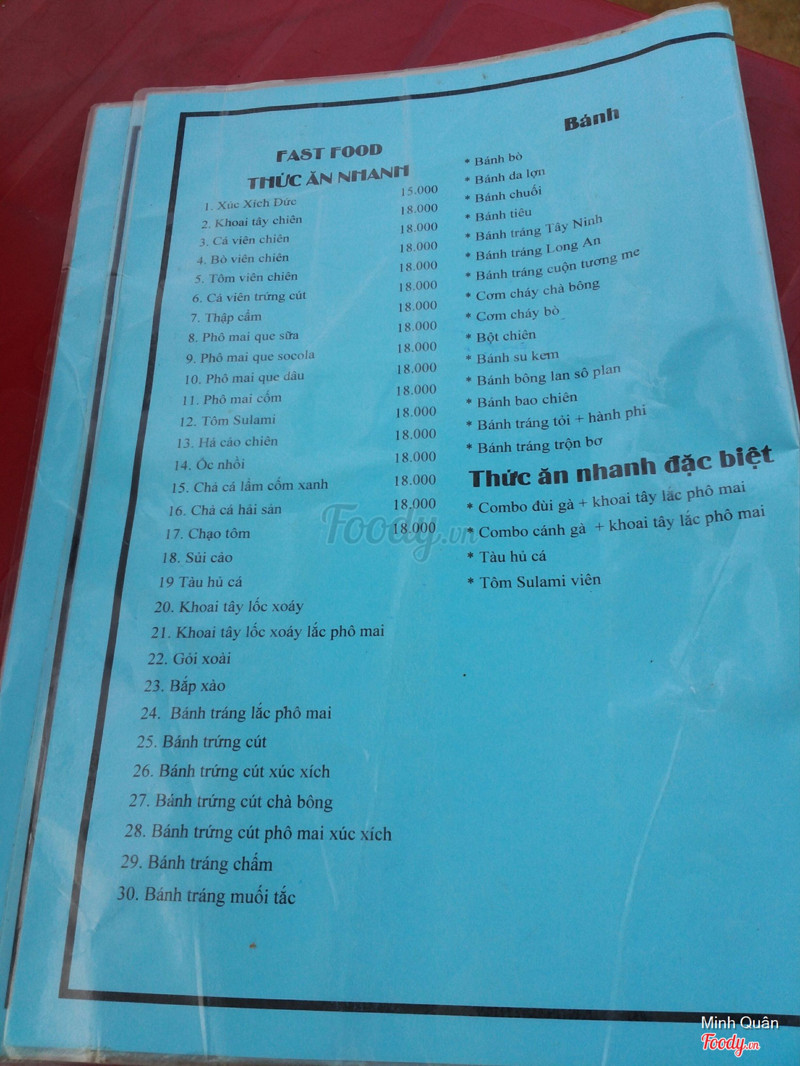 FAST FOOD
THỨC ĂN NHANH
1. Xúc Xích Đức 15.000
2. Khoai tây chiên 18.000
3. Cá viên chiên 18.000
4. Bò viên chiên 18.000
5. Tôm viên chiên 18.000
6. Cá viên trứng cút 18.000
7. Thập cẩm 18.000
8. Phô mai que sữa 18.000
9. Phô mai que socola 18.000
10. Phô mai que dâu 18.000
11. Phô mai cốm 18.000
12. Tôm Sulami 18.000
13. Há cảo chiên 18.000
14. Ốc nhồi 18.000
15. Chả cá lăm cốm xanh 18.000
16. Chả cá hải sản 18.000
17. Chạo tôm 18.000
18. Sủi cảo
19 Tàu hủ cá
20. Khoai tây lốc xoáy
21. Khoai tây lốc xoáy lắc phô mai
22. Gỏi xoài
23. Bắp xào
24. Bánh tráng lắc phô mai
25. Bánh trứng cút
26. Bánh trứng cút xúc xích
27. Bánh trứng cút chà bông
28. Bánh trứng cút phô mai xúc xích
29. Bánh tráng chấm
30. Bánh tráng muối tắc
Bánh
* Bánh bò
* Bánh da lợn
* Bánh chuối
* Bánh tiêu
* Bánh tráng Tây Ninh
* Bánh tráng Long An
* Bánh tráng cuộn tương me
* Cơm cháy chà bông
* Cơm cháy bò
* Bột chiên
* Bánh su kem
* Bánh bông lan sô plan
* Bánh bao chiên
* Bánh tráng tỏi + hành phi
* Bánh tráng trộn bơ
Thức ăn nhanh đặc biệt
* Combo đùi gà + khoai tây lắc phô mai
* Combo cánh gà + khoai tây lắc phô mai
* Tàu hủ cá
* Tôm Sulami viên
Foody.vn
Minh Quân
Foody.vn